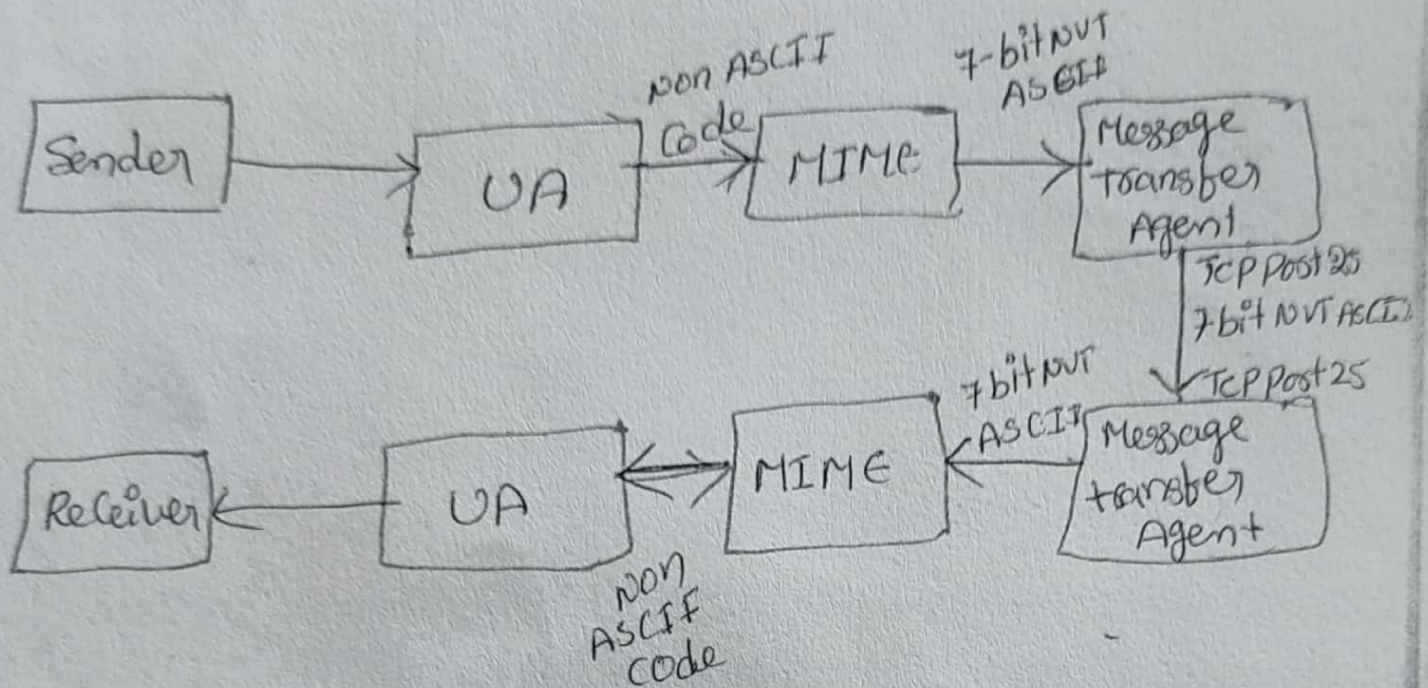 Sender
UA
Non ASCII
Code
MIME
7-bit NVT
ASCII
Message
transfer
Agent
TCP Port 25
7 bit NVT ASCII
TCP Port 25
Receiver
UA
Non
ASCII
Code
MIME
7 bit NVT
ASCII
Message
transfer
Agent